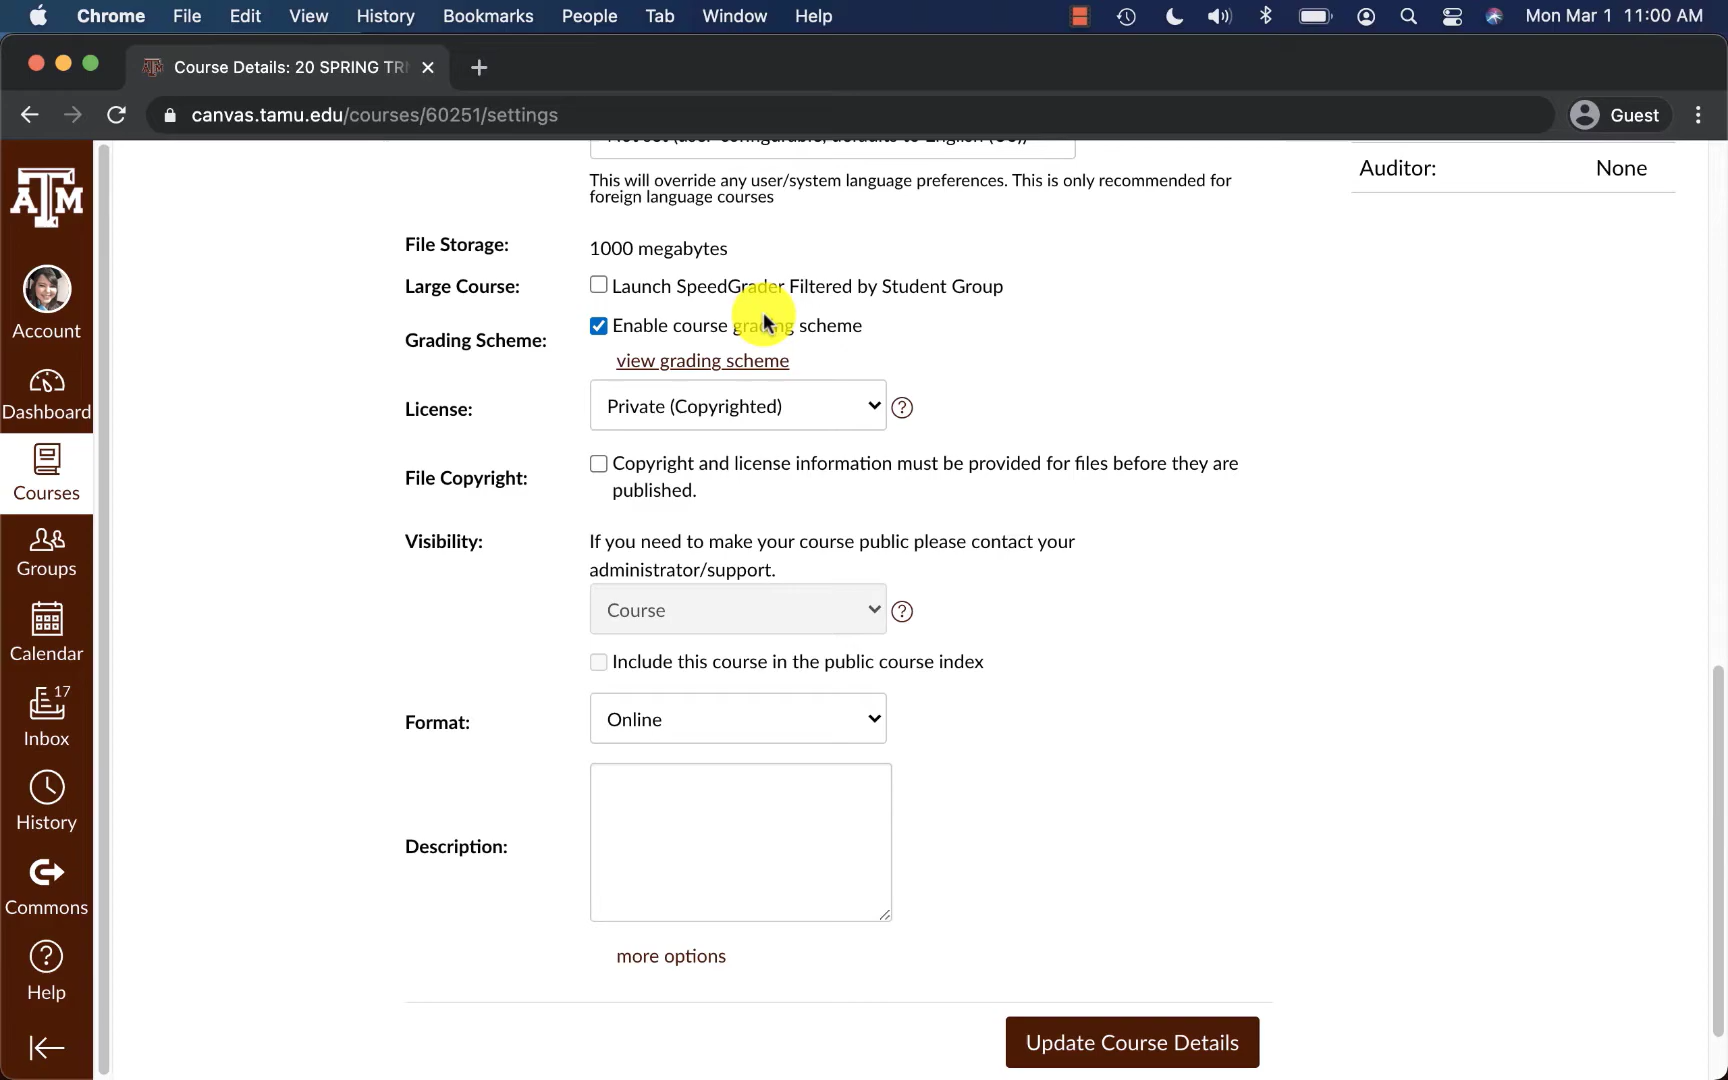 Chrome File Edit View History Bookmarks People Tab Window Help Mon Mar 1 11:00 AM
Course Details: 20 SPRING TR
canvas.tamu.edu/courses/60251/settings Guest
ATM
Account
Dashboard
Courses
Groups
Calendar
17
Inbox
History
Commons
Help
This will override any user/system language preferences. This is only recommended for
foreign language courses
File Storage: 1000 megabytes
Large Course: Launch SpeedGrader Filtered by Student Group
Grading Scheme: Enable course grading scheme
view grading scheme
License: Private (Copyrighted) ?
File Copyright: Copyright and license information must be provided for files before they are
published.
Visibility: If you need to make your course public please contact your
administrator/support.
Course ?
Include this course in the public course index
Format: Online
Description:
more options
Update Course Details
Auditor: None